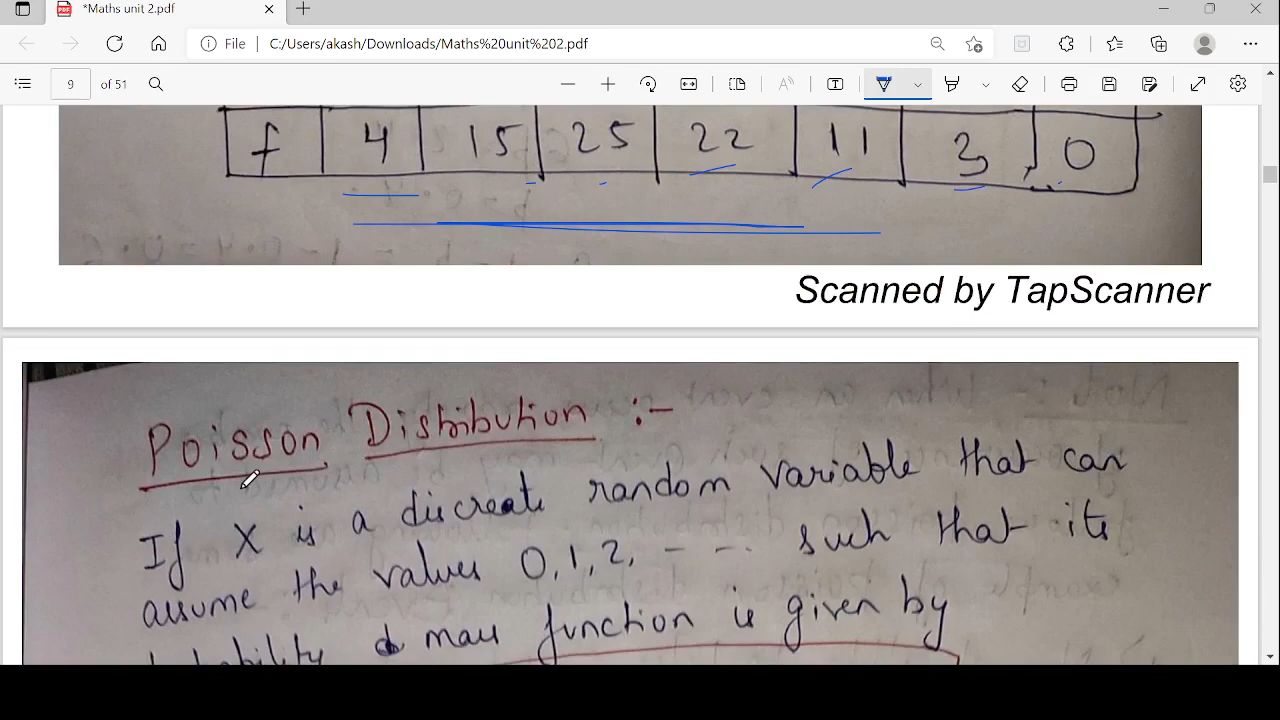 *Maths unit 2.pdf
File C:/Users/akash/Downloads/Maths%20unit%202.pdf
9 of 51
f 4 15 25 22 11 3 0
Scanned by TapScanner
Poisson Distribution :-
If X is a discreate random variable that can
assume the values 0, 1, 2, - - - such that its
mass function is given by